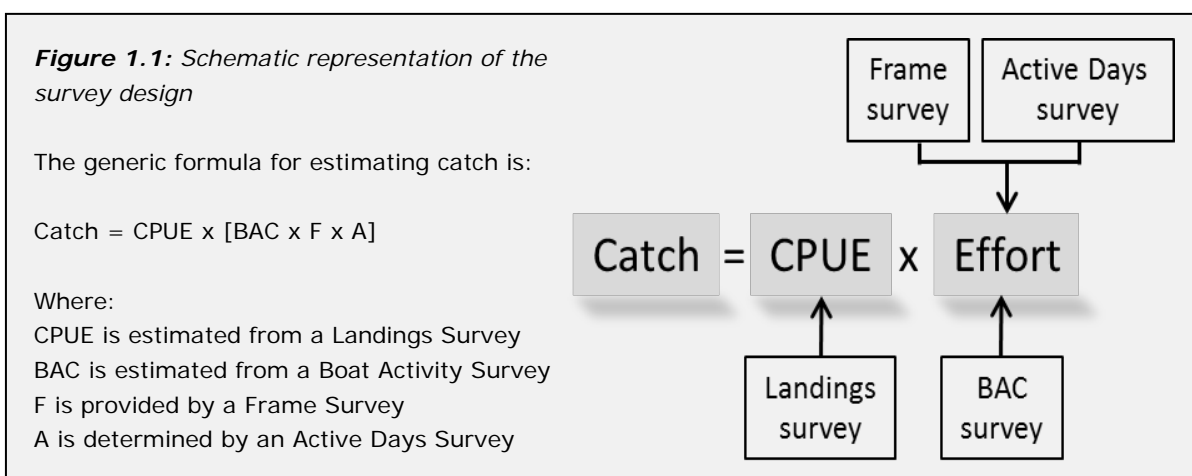 Figure 1.1: Schematic representation of the
survey design
The generic formula for estimating catch is:
Catch = CPUE x [BAC x F x A]
Where:
CPUE is estimated from a Landings Survey
BAC is estimated from a Boat Activity Survey
F is provided by a Frame Survey
A is determined by an Active Days Survey
Frame
survey
Active Days
survey
Catch = CPUE x Effort
Landings
survey
BAC
survey